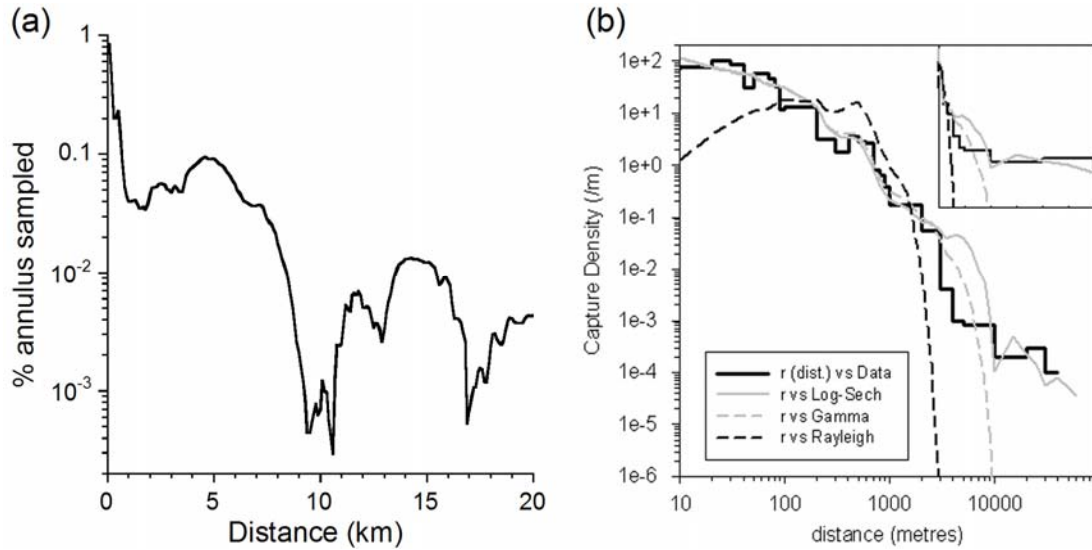 (a)
% annulus sampled
1
0.1
10-2
10-3
0 5 10 15 20
Distance (km)
(b)
Capture Density (/m)
1e+2
1e+1
1e+0
1e-1
1e-2
1e-3
1e-4
1e-5
1e-6
r (dist.) vs Data
r vs Log-Sech
r vs Gamma
r vs Rayleigh
10 100 1000 10000
distance (metres)